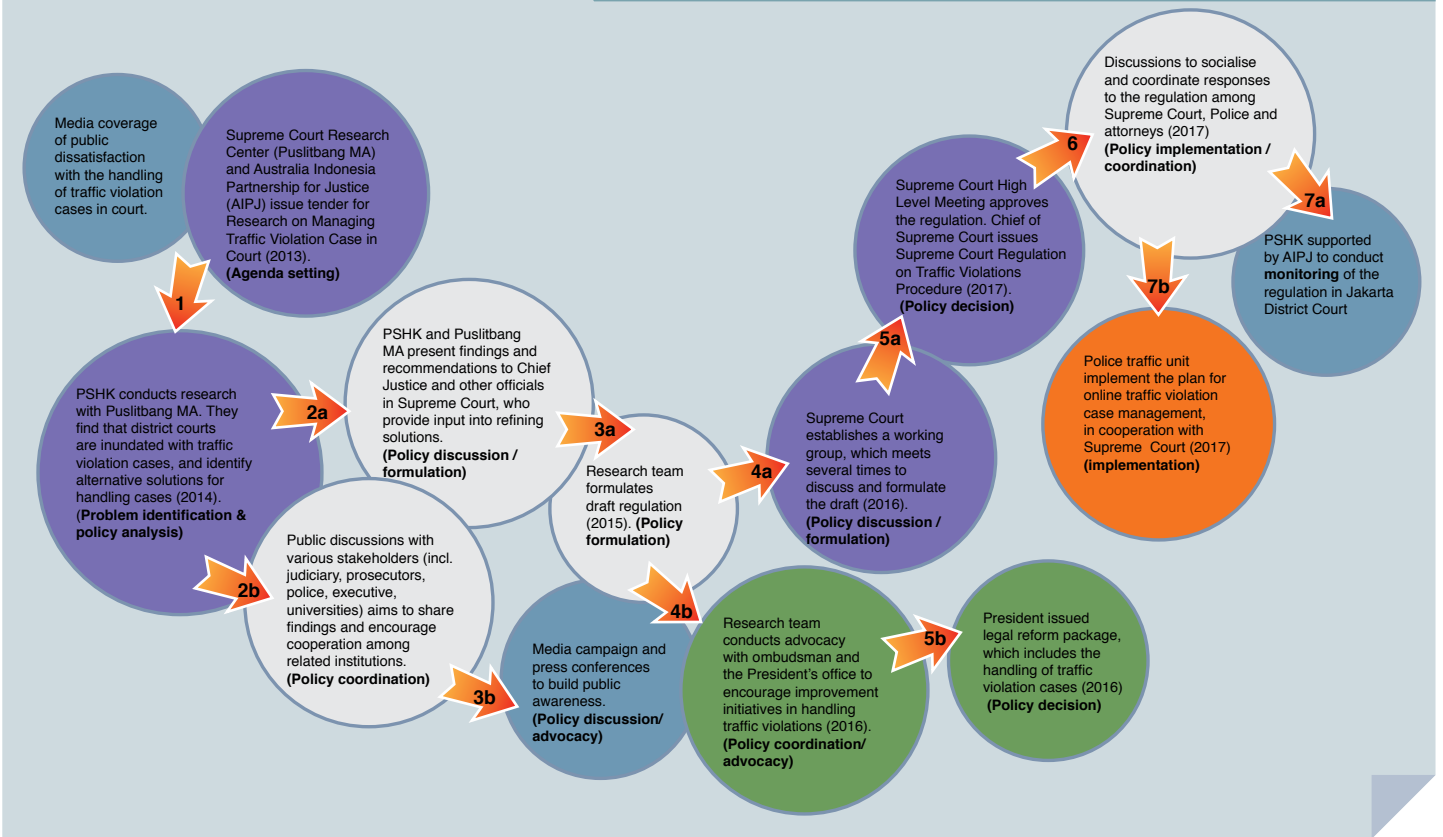 Media coverage
of public
dissatisfaction
with the handling
of traffic violation
cases in court.
Supreme Court Research
Center (Puslitbang MA)
and Australia Indonesia
Partnership for Justice
(AIPJ) issue tender for
Research on Managing
Traffic Violation Case in
Court (2013).
(Agenda setting)
1
PSHK conducts research
with Puslitbang MA. They
find that district courts
are inundated with traffic
violation cases, and identify
alternative solutions for
handling cases (2014).
(Problem identification &
policy analysis)
2a
PSHK and Puslitbang
MA present findings and
recommendations to Chief
Justice and other officials
in Supreme Court, who
provide input into refining
solutions.
(Policy discussion /
formulation)
2b
Public discussions with
various stakeholders (incl.
judiciary, prosecutors,
police, executive,
universities) aims to share
findings and encourage
cooperation among
related institutions.
(Policy coordination)
3a
Research team
formulates
draft regulation
(2015). (Policy
formulation)
3b
Media campaign and
press conferences
to build public
awareness.
(Policy discussion/
advocacy)
4a
Supreme Court
establishes a working
group, which meets
several times to
discuss and formulate
the draft (2016).
(Policy discussion /
formulation)
4b
Research team
conducts advocacy
with ombudsman and
the President's office to
encourage improvement
initiatives in handling
traffic violations (2016).
(Policy coordination/
advocacy)
5a
Supreme Court High
Level Meeting approves
the regulation. Chief of
Supreme Court issues
Supreme Court Regulation
on Traffic Violations
Procedure (2017).
(Policy decision)
5b
President issued
legal reform package,
which includes the
handling of traffic
violation cases (2016)
(Policy decision)
6
Discussions to socialise
and coordinate responses
to the regulation among
Supreme Court, Police and
attorneys (2017)
(Policy implementation /
coordination)
7a
PSHK supported
by AIPJ to conduct
monitoring of the
regulation in Jakarta
District Court
7b
Police traffic unit
implement the plan for
online traffic violation
case management,
in cooperation with
Supreme Court (2017)
(implementation)